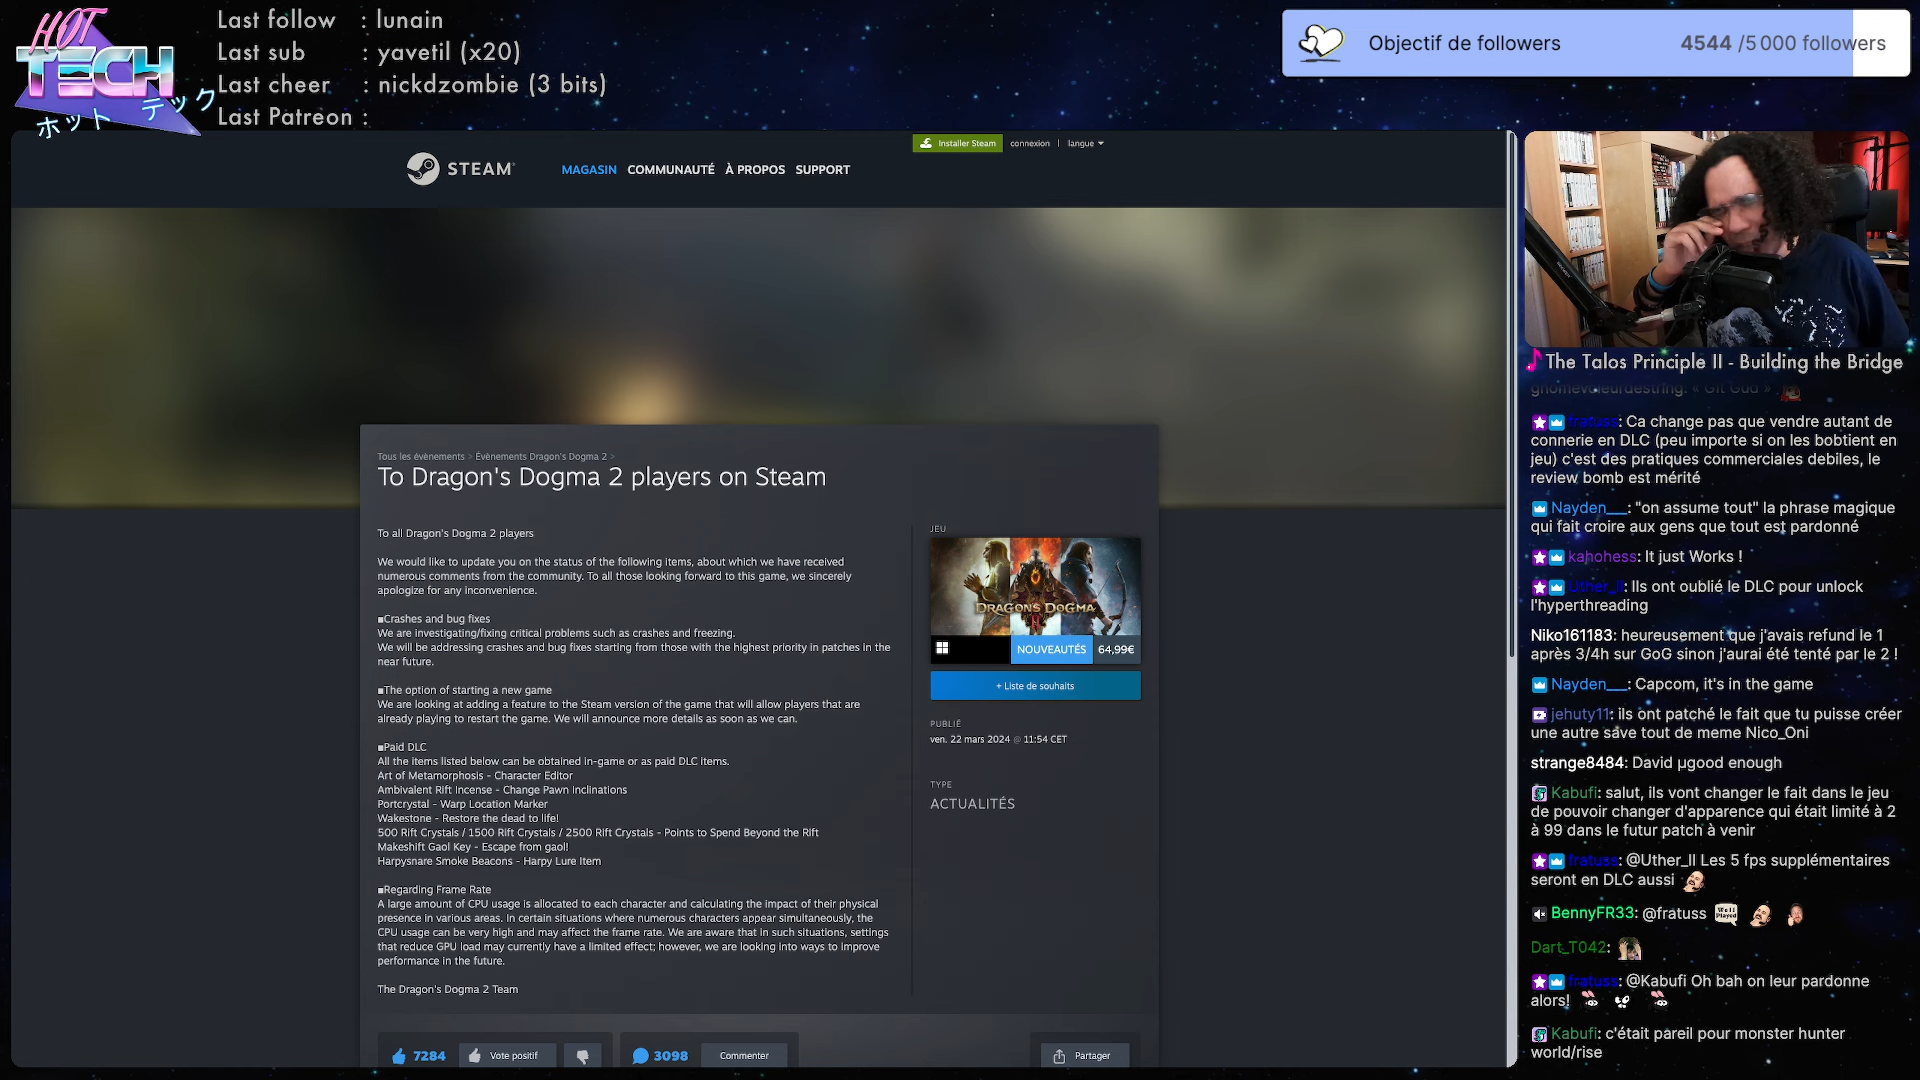 HOT
TECH
ホット テック
Last follow : lunain
Last sub : yavetil (x20)
Last cheer : nickdzombie (3 bits)
Last Patreon :
Objectif de followers
4544 /5 000 followers
Installer Steam
connexion | langue
STEAM
MAGASIN COMMUNAUTÉ À PROPOS SUPPORT
Tous les évènements > Évènements Dragon's Dogma 2 >
To Dragon's Dogma 2 players on Steam
To all Dragon's Dogma 2 players
We would like to update you on the status of the following items, about which we have received
numerous comments from the community. To all those looking forward to this game, we sincerely
apologize for any inconvenience.
■Crashes and bug fixes
We are investigating/fixing critical problems such as crashes and freezing.
We will be addressing crashes and bug fixes starting from those with the highest priority in patches in the
near future.
■The option of starting a new game
We are looking at adding a feature to the Steam version of the game that will allow players that are
already playing to restart the game. We will announce more details as soon as we can.
■Paid DLC
All the items listed below can be obtained in-game or as paid DLC items.
Art of Metamorphosis - Character Editor
Ambivalent Rift Incense - Change Pawn Inclinations
Portcrystal - Warp Location Marker
Wakestone - Restore the dead to life!
500 Rift Crystals / 1500 Rift Crystals / 2500 Rift Crystals - Points to Spend Beyond the Rift
Makeshift Gaol Key - Escape from gaol!
Harpysnare Smoke Beacons - Harpy Lure Item
■Regarding Frame Rate
A large amount of CPU usage is allocated to each character and calculating the impact of their physical
presence in various areas. In certain situations where numerous characters appear simultaneously, the
CPU usage can be very high and may affect the frame rate. We are aware that in such situations, settings
that reduce GPU load may currently have a limited effect; however, we are looking into ways to improve
performance in the future.
The Dragon's Dogma 2 Team
7284 Vote positif
3098 Commenter
Partager
JEU
DRAGON'S DOGMA
II
NOUVEAUTÉS 64,99€
+ Liste de souhaits
PUBLIÉ
ven. 22 mars 2024 @ 11:54 CET
TYPE
ACTUALITÉS
The Talos Principle II - Building the Bridge
gnomevoleurdestring: « Git Gud »
fratuss: Ca change pas que vendre autant de
connerie en DLC (peu importe si on les bobtient en
jeu) c'est des pratiques commerciales debiles, le
review bomb est mérité
Nayden__: "on assume tout" la phrase magique
qui fait croire aux gens que tout est pardonné
kahohess: It just Works !
Uther_II: Ils ont oublié le DLC pour unlock
l'hyperthreading
Niko161183: heureusement que j'avais refund le 1
après 3/4h sur GoG sinon j'aurai été tenté par le 2 !
Nayden__: Capcom, it's in the game
jehuty11: ils ont patché le fait que tu puisse créer
une autre save tout de meme Nico_Oni
strange8484: David µgood enough
Kabufi: salut, ils vont changer le fait dans le jeu
de pouvoir changer d'apparence qui était limité à 2
à 99 dans le futur patch à venir
fratuss: @Uther_II Les 5 fps supplémentaires
seront en DLC aussi
BennyFR33: @fratuss Well Played
Dart_T042:
fratuss: @Kabufi Oh bah on leur pardonne
alors!
Kabufi: c'était pareil pour monster hunter
world/rise